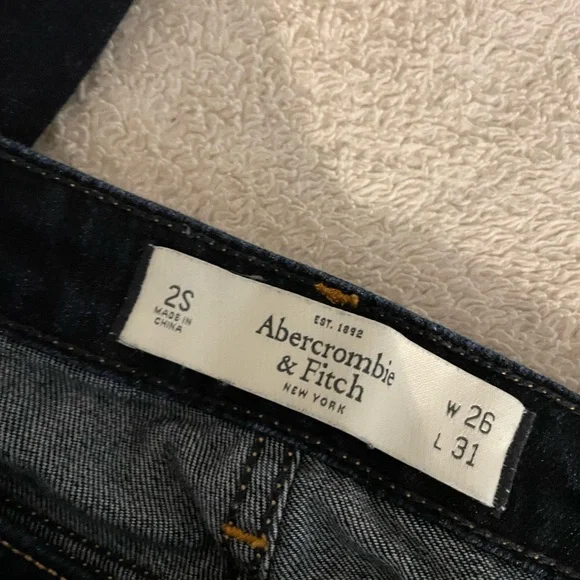 2S
MADE IN
CHINA
EST. 1892
Abercrombie
& Fitch
NEW YORK
W 26
L 31